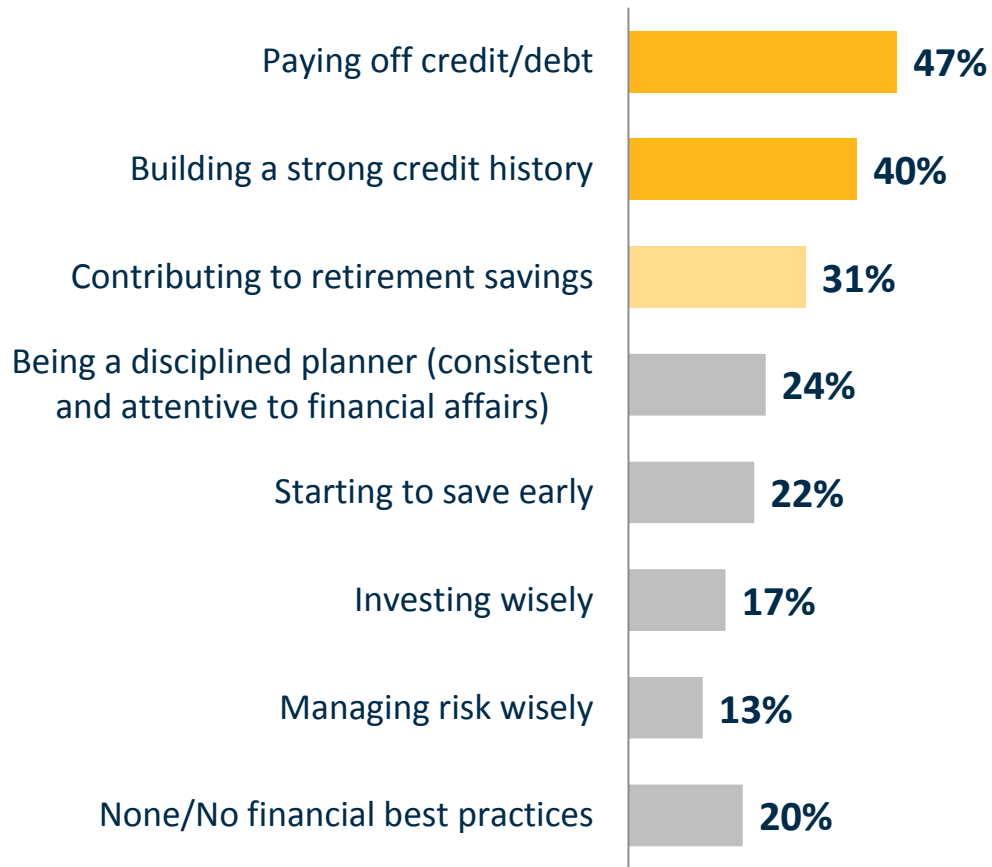 Paying off credit/debt 47%
Building a strong credit history 40%
Contributing to retirement savings 31%
Being a disciplined planner (consistent
and attentive to financial affairs) 24%
Starting to save early 22%
Investing wisely 17%
Managing risk wisely 13%
None/No financial best practices 20%